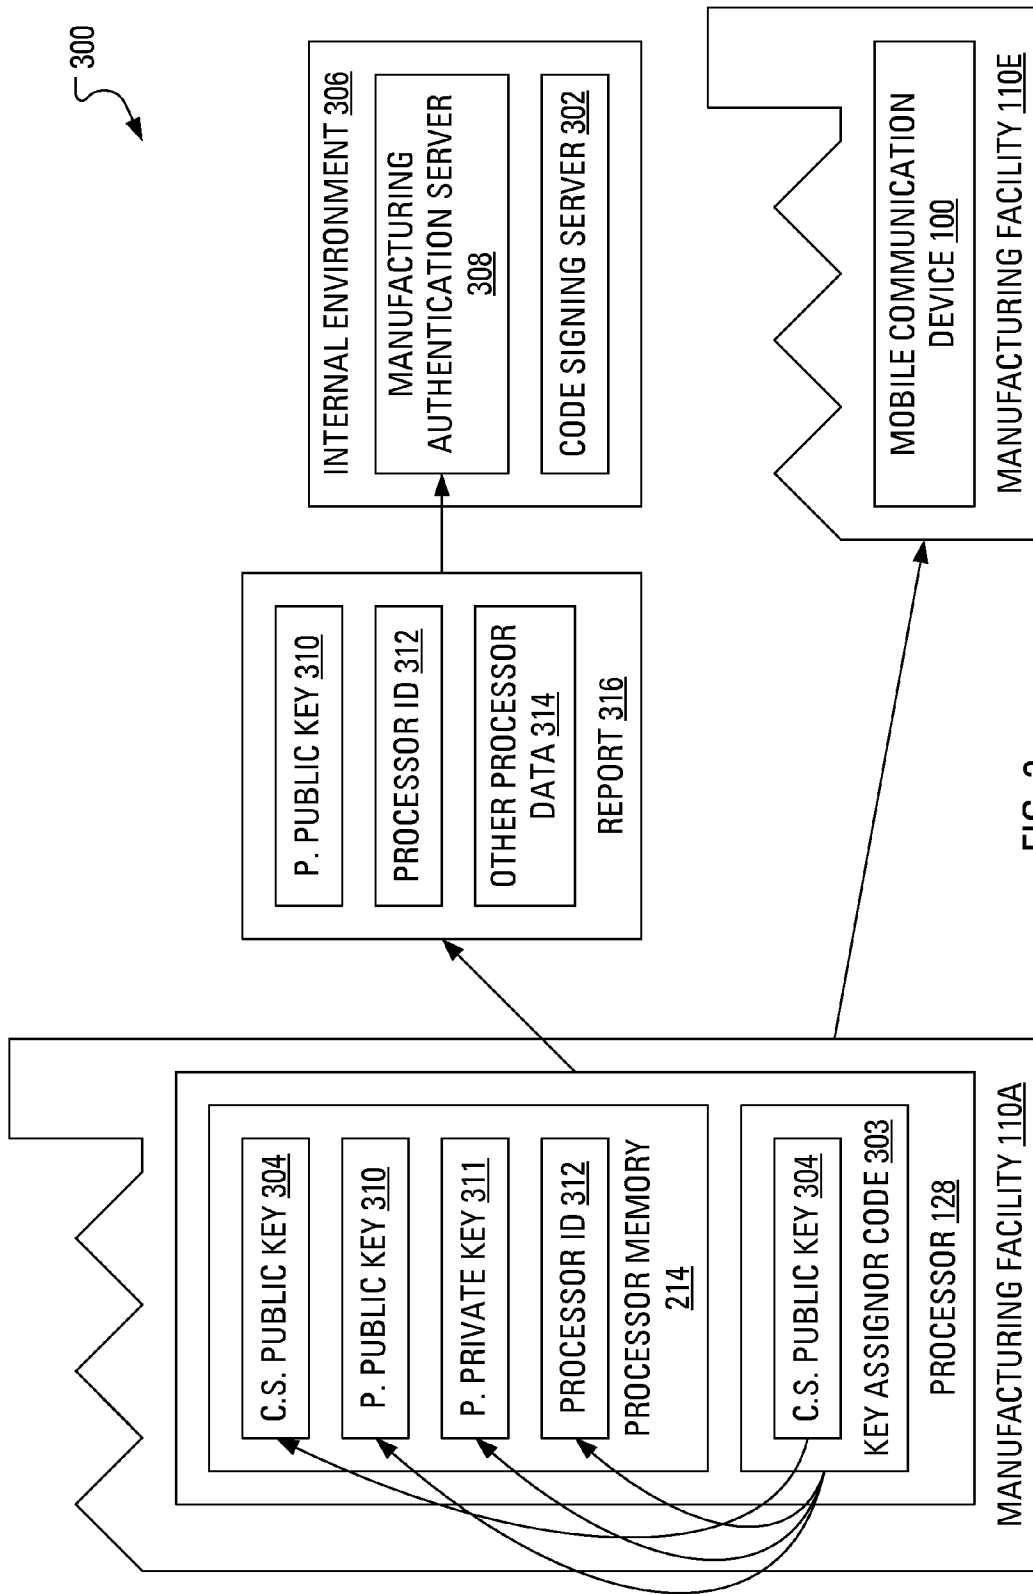 300
C.S. PUBLIC KEY 304
P. PUBLIC KEY 310
P. PRIVATE KEY 311
PROCESSOR ID 312
PROCESSOR MEMORY
214
C.S. PUBLIC KEY 304
KEY ASSIGNOR CODE 303
PROCESSOR 128
MANUFACTURING FACILITY 110A
P. PUBLIC KEY 310
PROCESSOR ID 312
OTHER PROCESSOR
DATA 314
REPORT 316
INTERNAL ENVIRONMENT 306
MANUFACTURING
AUTHENTICATION SERVER
308
CODE SIGNING SERVER 302
MOBILE COMMUNICATION
DEVICE 100
MANUFACTURING FACILITY 110E